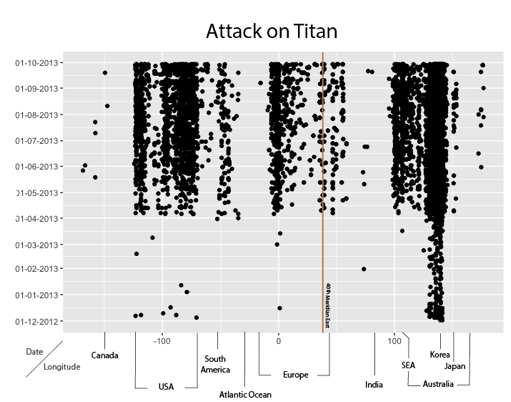 Attack on Titan
01-10-2013
01-09-2013
01-08-2013
01-07-2013
01-06-2013
01-05-2013
01-04-2013
01-03-2013
01-02-2013
01-01-2013
01-12-2012
40th Meridian East
-100
0
100
Date
Longitude
Canada
USA
South
America
Atlantic Ocean
Europe
India
SEA
Korea
Japan
Australia